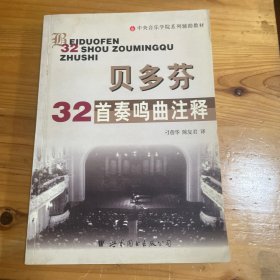 中央音乐学院系列辅助教材
BEIDUOFEN
32 SHOU ZOUMINGQU
ZHUSHI
贝多芬
32首奏鸣曲注释
世界图书出版公司